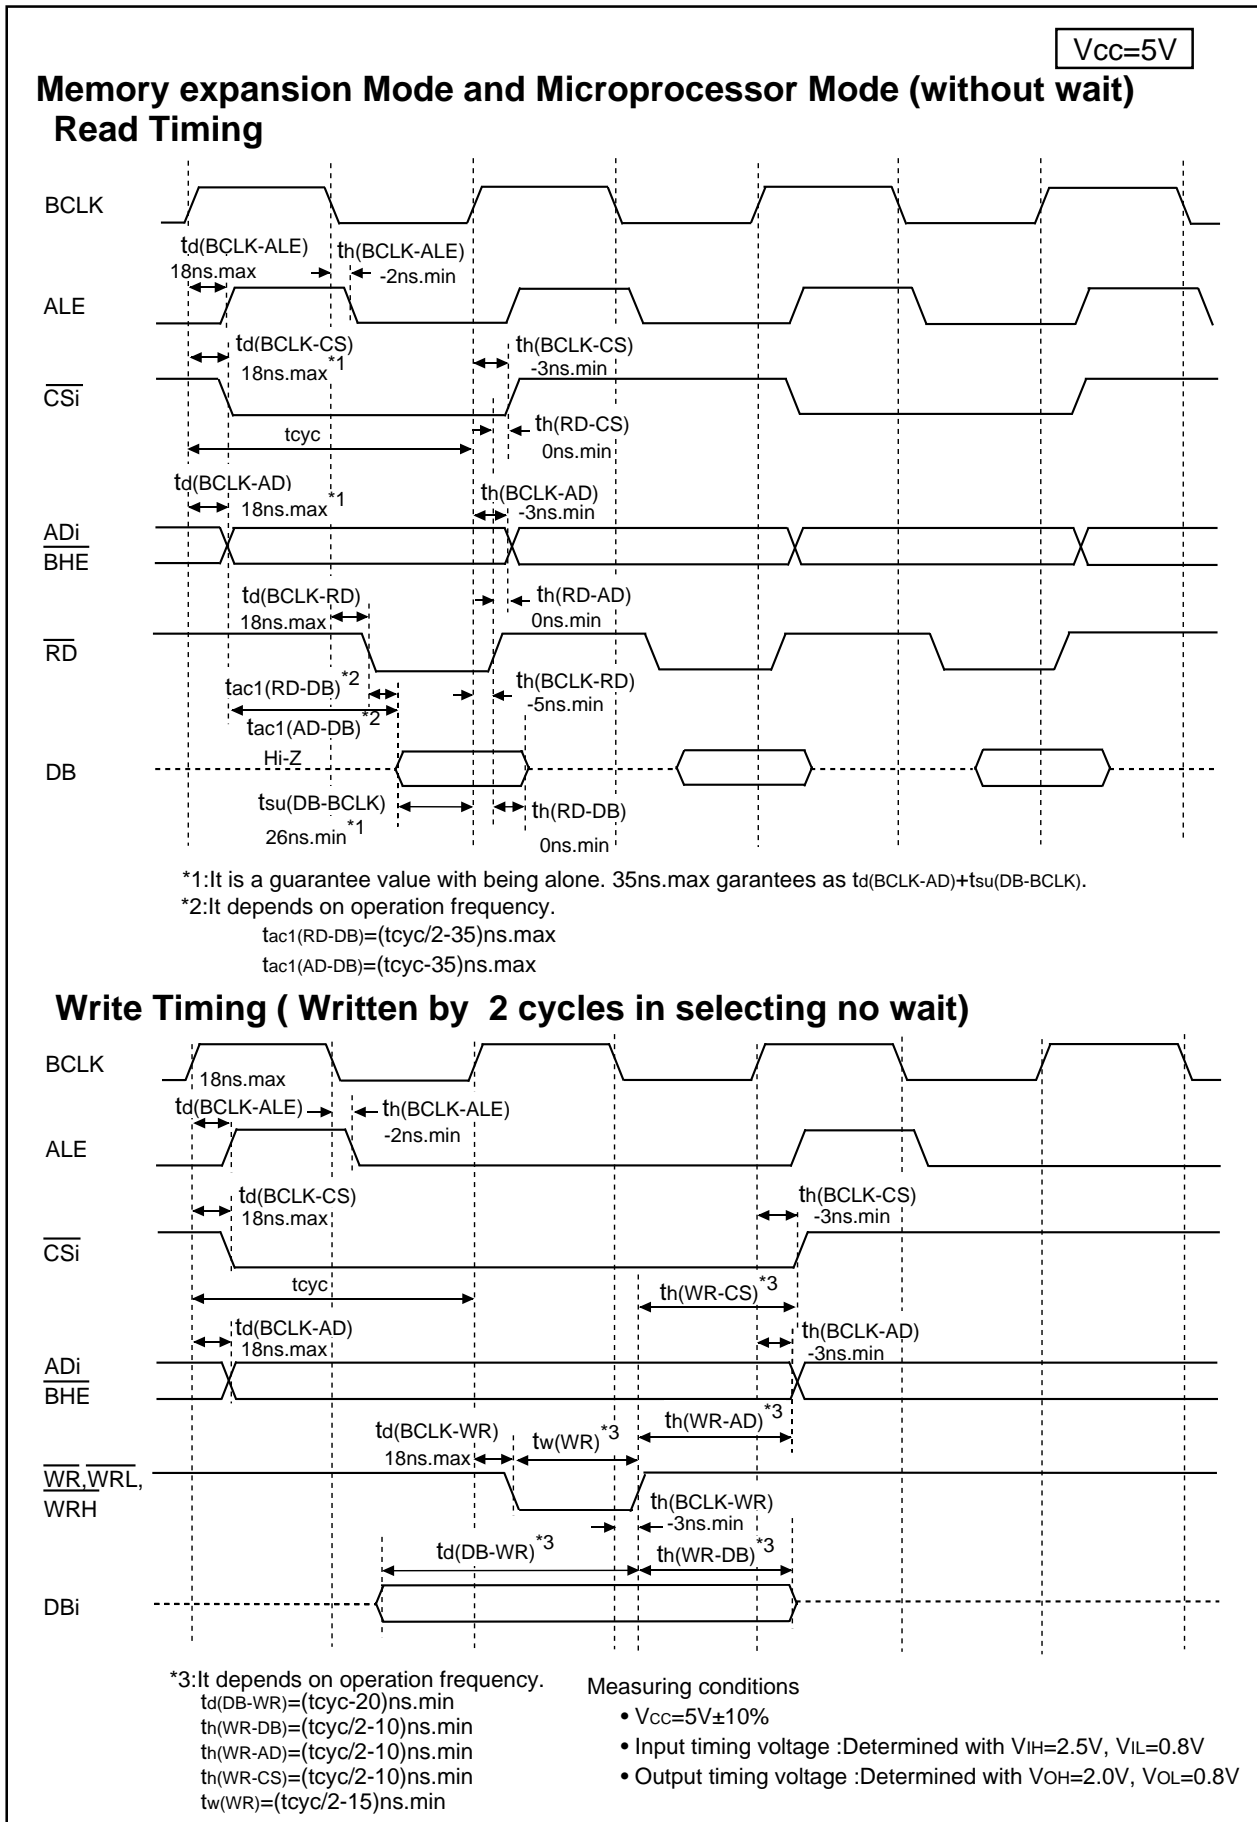 Vcc=5V
Memory expansion Mode and Microprocessor Mode (without wait)
Read Timing
BCLK
td(BCLK-ALE)
18ns.max
th(BCLK-ALE)
-2ns.min
ALE
td(BCLK-CS)
18ns.max*1
th(BCLK-CS)
-3ns.min
CSi
tcyc
th(RD-CS)
0ns.min
td(BCLK-AD)
18ns.max*1
th(BCLK-AD)
-3ns.min
ADi
BHE
td(BCLK-RD)
18ns.max
th(RD-AD)
0ns.min
RD
tac1(RD-DB)*2
th(BCLK-RD)
-5ns.min
tac1(AD-DB)*2
Hi-Z
DB
tsu(DB-BCLK)
26ns.min*1
th(RD-DB)
0ns.min
*1:It is a guarantee value with being alone. 35ns.max garantees as td(BCLK-AD)+tsu(DB-BCLK).
*2:It depends on operation frequency.
tac1(RD-DB)=(tcyc/2-35)ns.max
tac1(AD-DB)=(tcyc-35)ns.max
Write Timing ( Written by 2 cycles in selecting no wait)
BCLK
18ns.max
td(BCLK-ALE)
th(BCLK-ALE)
-2ns.min
ALE
td(BCLK-CS)
18ns.max
th(BCLK-CS)
-3ns.min
CSi
tcyc
th(WR-CS)*3
td(BCLK-AD)
18ns.max
th(BCLK-AD)
-3ns.min
ADi
BHE
td(BCLK-WR)
18ns.max
tw(WR)*3
th(WR-AD)*3
WR,WRL,
WRH
th(BCLK-WR)
-3ns.min
td(DB-WR)*3
th(WR-DB)*3
DBi
*3:It depends on operation frequency.
td(DB-WR)=(tcyc-20)ns.min
th(WR-DB)=(tcyc/2-10)ns.min
th(WR-AD)=(tcyc/2-10)ns.min
th(WR-CS)=(tcyc/2-10)ns.min
tw(WR)=(tcyc/2-15)ns.min
Measuring conditions
• VCC=5V±10%
• Input timing voltage :Determined with VIH=2.5V, VIL=0.8V
• Output timing voltage :Determined with VOH=2.0V, VOL=0.8V